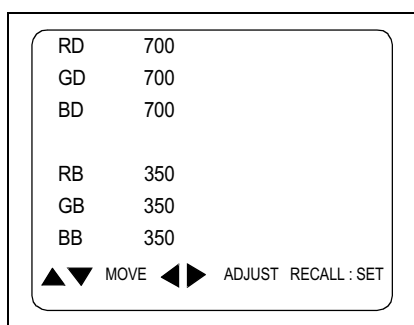 RD 700
GD 700
BD 700
RB 350
GB 350
BB 350
▲▼ MOVE ◀▶ ADJUST RECALL : SET